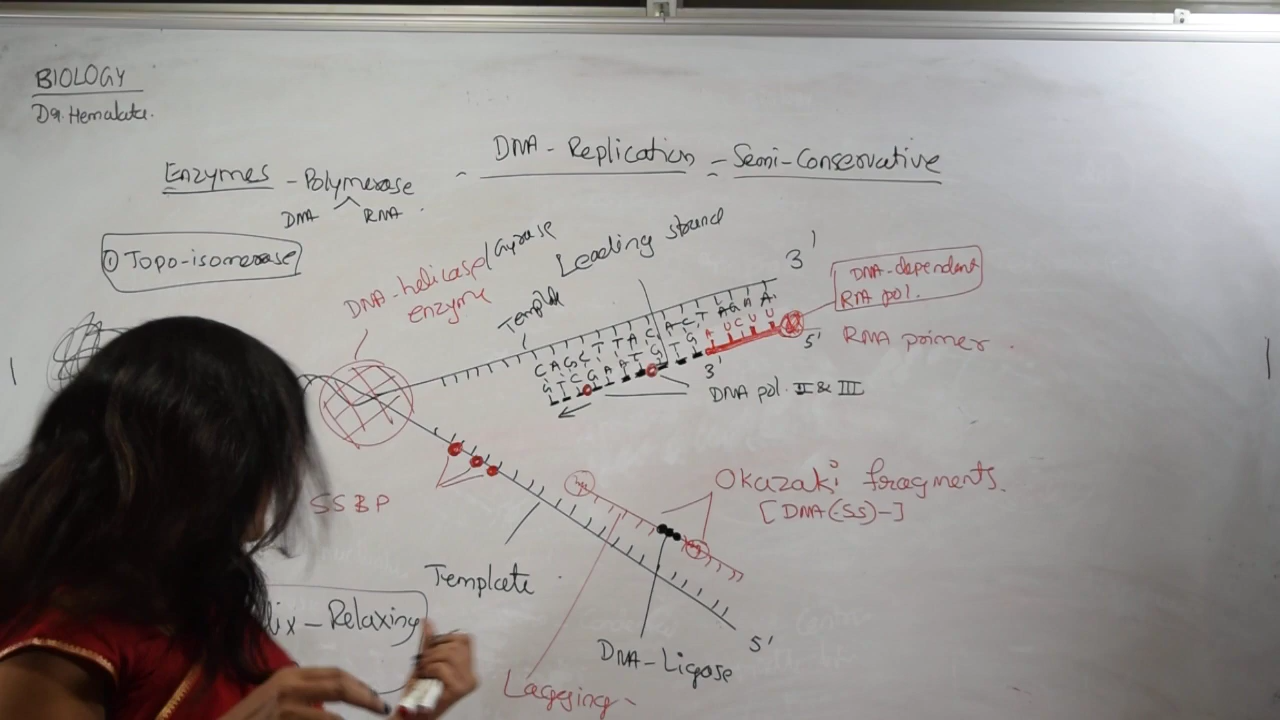 BIOLOGY
Dr. Hemalata.
DNA - Replication - Semi-Conservative
Enzymes - Polymerase
DNA RNA .
① Topo-isomerase
DNA-helicase/Gyrase
enzyme
Leading strand
Template
3'
DNA-dependent
RNA pol.
5' RNA primer .
C A G C T T A C A C T A G A A
G T C G A A T G T G A U C U U
3'
DNA pol. II & III
SSBP
Okazaki fragments.
[DNA(SS)-]
Template
lix - Relaxing
DNA-Ligase
5'
Lagging -